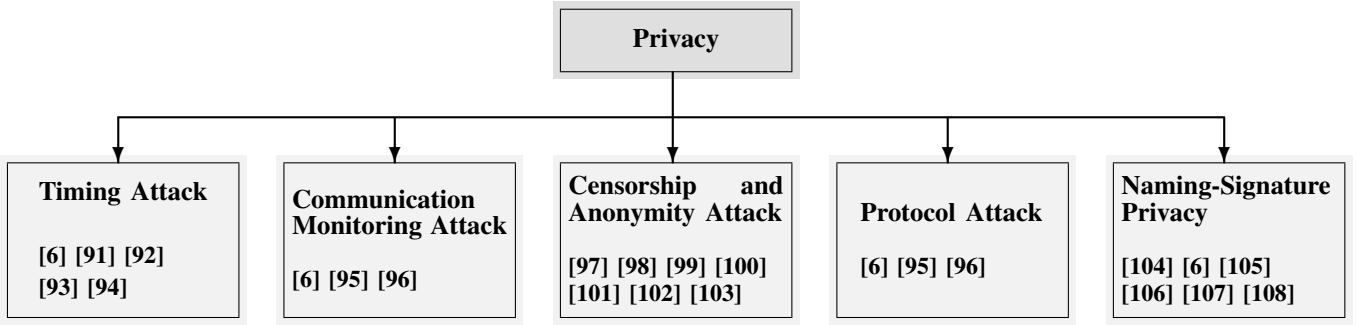 Privacy
Timing Attack
[6] [91] [92]
[93] [94]
Communication
Monitoring Attack
[6] [95] [96]
Censorship and
Anonymity Attack
[97] [98] [99] [100]
[101] [102] [103]
Protocol Attack
[6] [95] [96]
Naming-Signature
Privacy
[104] [6] [105]
[106] [107] [108]